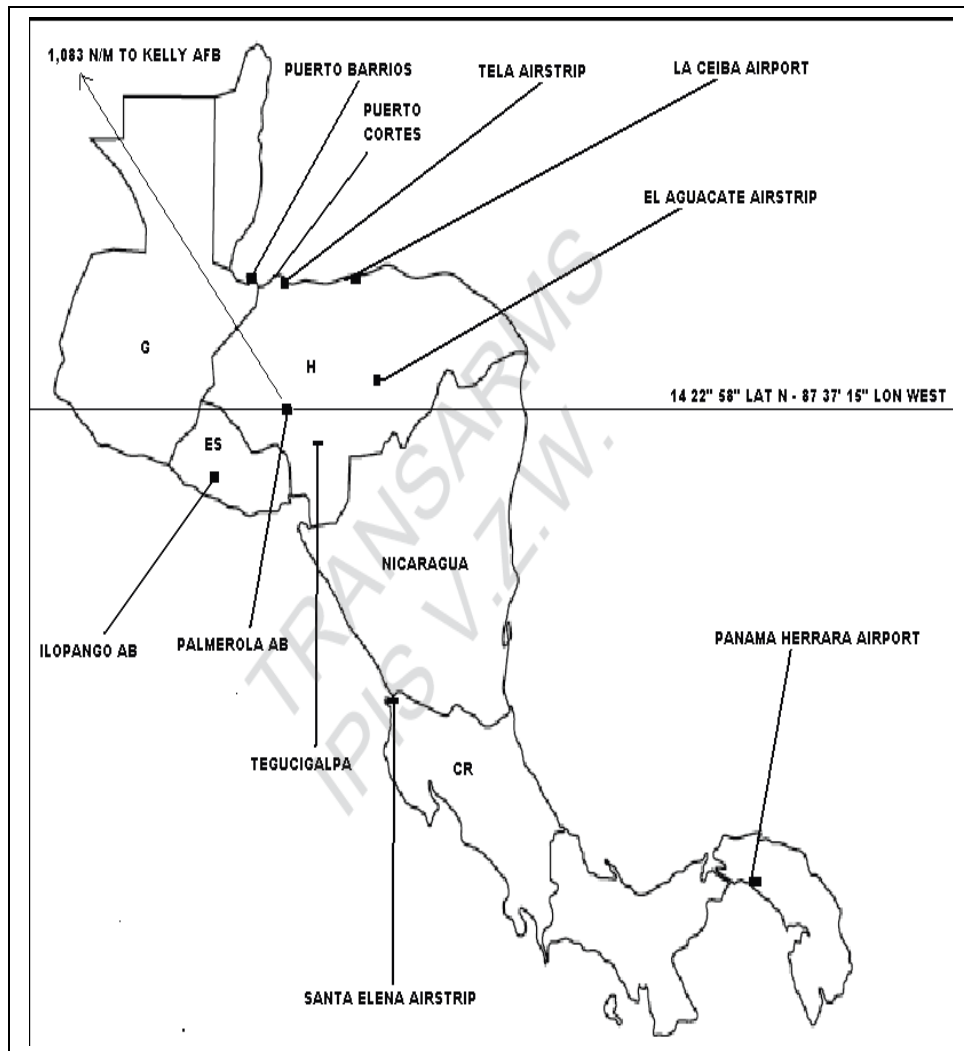 1,083 N/M TO KELLY AFB
PUERTO BARRIOS
TELA AIRSTRIP
LA CEIBA AIRPORT
PUERTO
CORTES
EL AGUACATE AIRSTRIP
G
H
14 22" 58" LAT N - 87 37' 15" LON WEST
ES
NICARAGUA
ILOPANGO AB
PALMEROLA AB
PANAMA HERRARA AIRPORT
TEGUCIGALPA
CR
SANTA ELENA AIRSTRIP
TRANSARMS
IPIS V.Z.W.